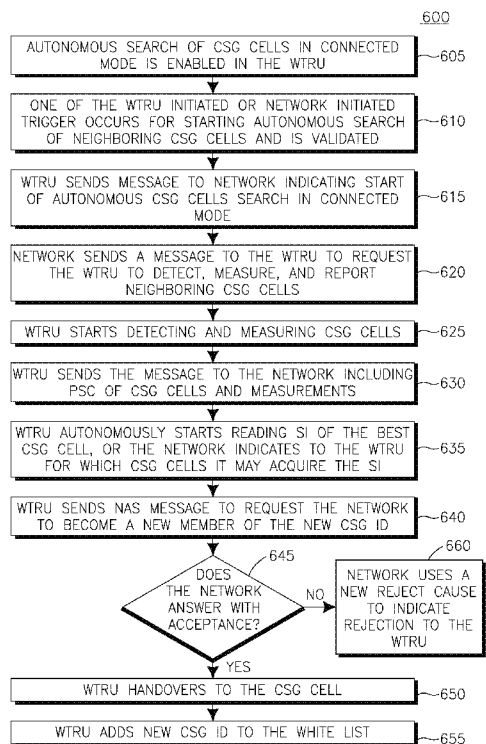 600
AUTONOMOUS SEARCH OF CSG CELLS IN CONNECTED
MODE IS ENABLED IN THE WTRU
605
ONE OF THE WTRU INITIATED OR NETWORK INITIATED
TRIGGER OCCURS FOR STARTING AUTONOMOUS SEARCH
OF NEIGHBORING CSG CELLS AND IS VALIDATED
610
WTRU SENDS MESSAGE TO NETWORK INDICATING START
OF AUTONOMOUS CSG CELLS SEARCH IN CONNECTED
MODE
615
NETWORK SENDS A MESSAGE TO THE WTRU TO REQUEST
THE WTRU TO DETECT, MEASURE, AND REPORT
NEIGHBORING CSG CELLS
620
WTRU STARTS DETECTING AND MEASURING CSG CELLS
625
WTRU SENDS THE MESSAGE TO THE NETWORK INCLUDING
PSC OF CSG CELLS AND MEASUREMENTS
630
WTRU AUTONOMOUSLY STARTS READING SI OF THE BEST
CSG CELL, OR THE NETWORK INDICATES TO THE WTRU
FOR WHICH CSG CELLS IT MAY ACQUIRE THE SI
635
WTRU SENDS NAS MESSAGE TO REQUEST THE NETWORK
TO BECOME A NEW MEMBER OF THE NEW CSG ID
640
645
DOES
THE NETWORK
ANSWER WITH
ACCEPTANCE?
NO
660
NETWORK USES A
NEW REJECT CAUSE
TO INDICATE
REJECTION TO THE
WTRU
YES
WTRU HANDOVERS TO THE CSG CELL
650
WTRU ADDS NEW CSG ID TO THE WHITE LIST
655